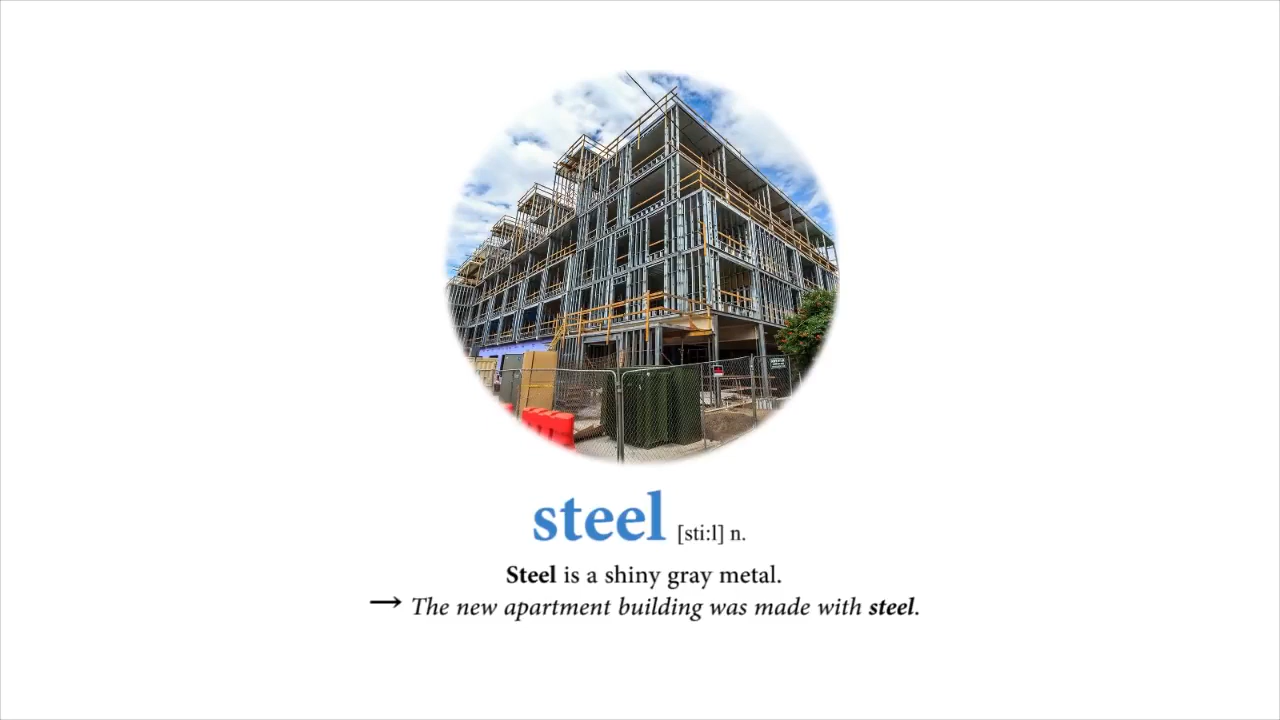 steel [sti:l] n.
Steel is a shiny gray metal.
→ The new apartment building was made with steel.